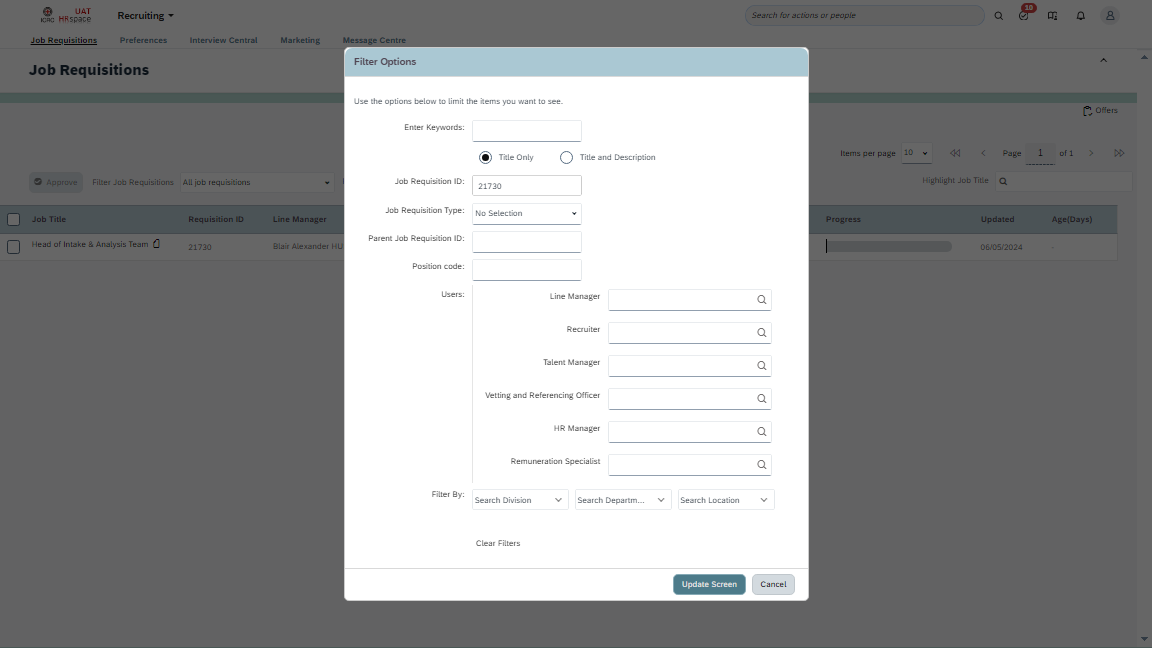 ICRC
UAT
HRspace
Recruiting
Search for actions or people
10
Job Requisitions
Preferences
Interview Central
Marketing
Message Centre
Job Requisitions
Filter Options
Offers
Use the options below to limit the items you want to see.
Enter Keywords:
Title Only
Title and Description
Items per page
10
Page
1
of 1
Approve
Filter Job Requisitions
All job requisitions
Job Requisition ID:
21730
Highlight Job Title
Job Requisition Type:
No Selection
Job Title
Requisition ID
Line Manager
Progress
Updated
Age(Days)
Parent Job Requisition ID:
Head of Intake & Analysis Team
21730
Blair Alexander HU
06/05/2024
-
Position code:
Users:
Line Manager
Recruiter
Talent Manager
Vetting and Referencing Officer
HR Manager
Remuneration Specialist
Filter By:
Search Division
Search Departm...
Search Location
Clear Filters
Update Screen
Cancel